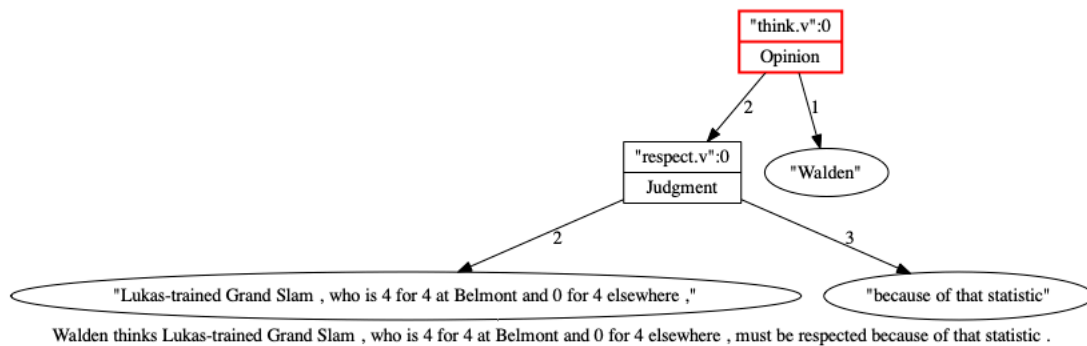 "think.v":0
Opinion
2
1
"respect.v":0
Judgment
"Walden"
2
3
"Lukas-trained Grand Slam , who is 4 for 4 at Belmont and 0 for 4 elsewhere ,"
"because of that statistic"
Walden thinks Lukas-trained Grand Slam , who is 4 for 4 at Belmont and 0 for 4 elsewhere , must be respected because of that statistic .